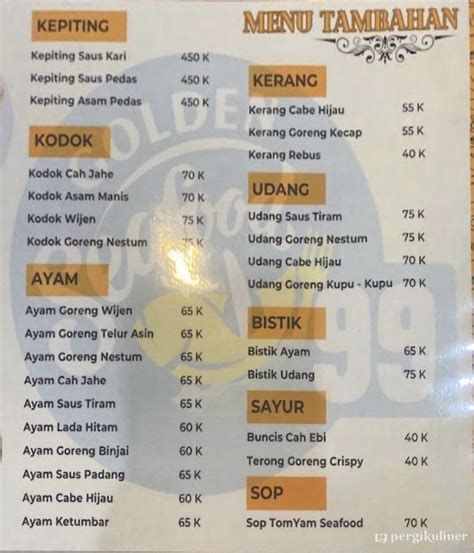 MENU TAMBAHAN
KEPITING
Kepiting Saus Kari 450 K
Kepiting Saus Pedas 450 K
Kepiting Asam Pedas 450 K
KODOK
Kodok Cah Jahe 70 K
Kodok Asam Manis 70 K
Kodok Wijen 75 K
Kodok Goreng Nestum 75 K
AYAM
Ayam Goreng Wijen 65 K
Ayam Goreng Telur Asin 65 K
Ayam Goreng Nestum 65 K
Ayam Cah Jahe 65 K
Ayam Saus Tiram 65 K
Ayam Lada Hitam 60 K
Ayam Goreng Binjai 60 K
Ayam Saus Padang 65 K
Ayam Cabe Hijau 60 K
Ayam Ketumbar 65 K
KERANG
Kerang Cabe Hijau 55 K
Kerang Goreng Kecap 55 K
Kerang Rebus 40 K
UDANG
Udang Saus Tiram 75 K
Udang Goreng Nestum 75 K
Udang Cabe Hijau 70 K
Udang Goreng Kupu - Kupu 70 K
BISTIK
Bistik Ayam 65 K
Bistik Udang 75 K
SAYUR
Buncis Cah Ebi 40 K
Terong Goreng Crispy 40 K
SOP
Sop TomYam Seafood 70 K
GOLDEN
Seafood
99
pergikuliner